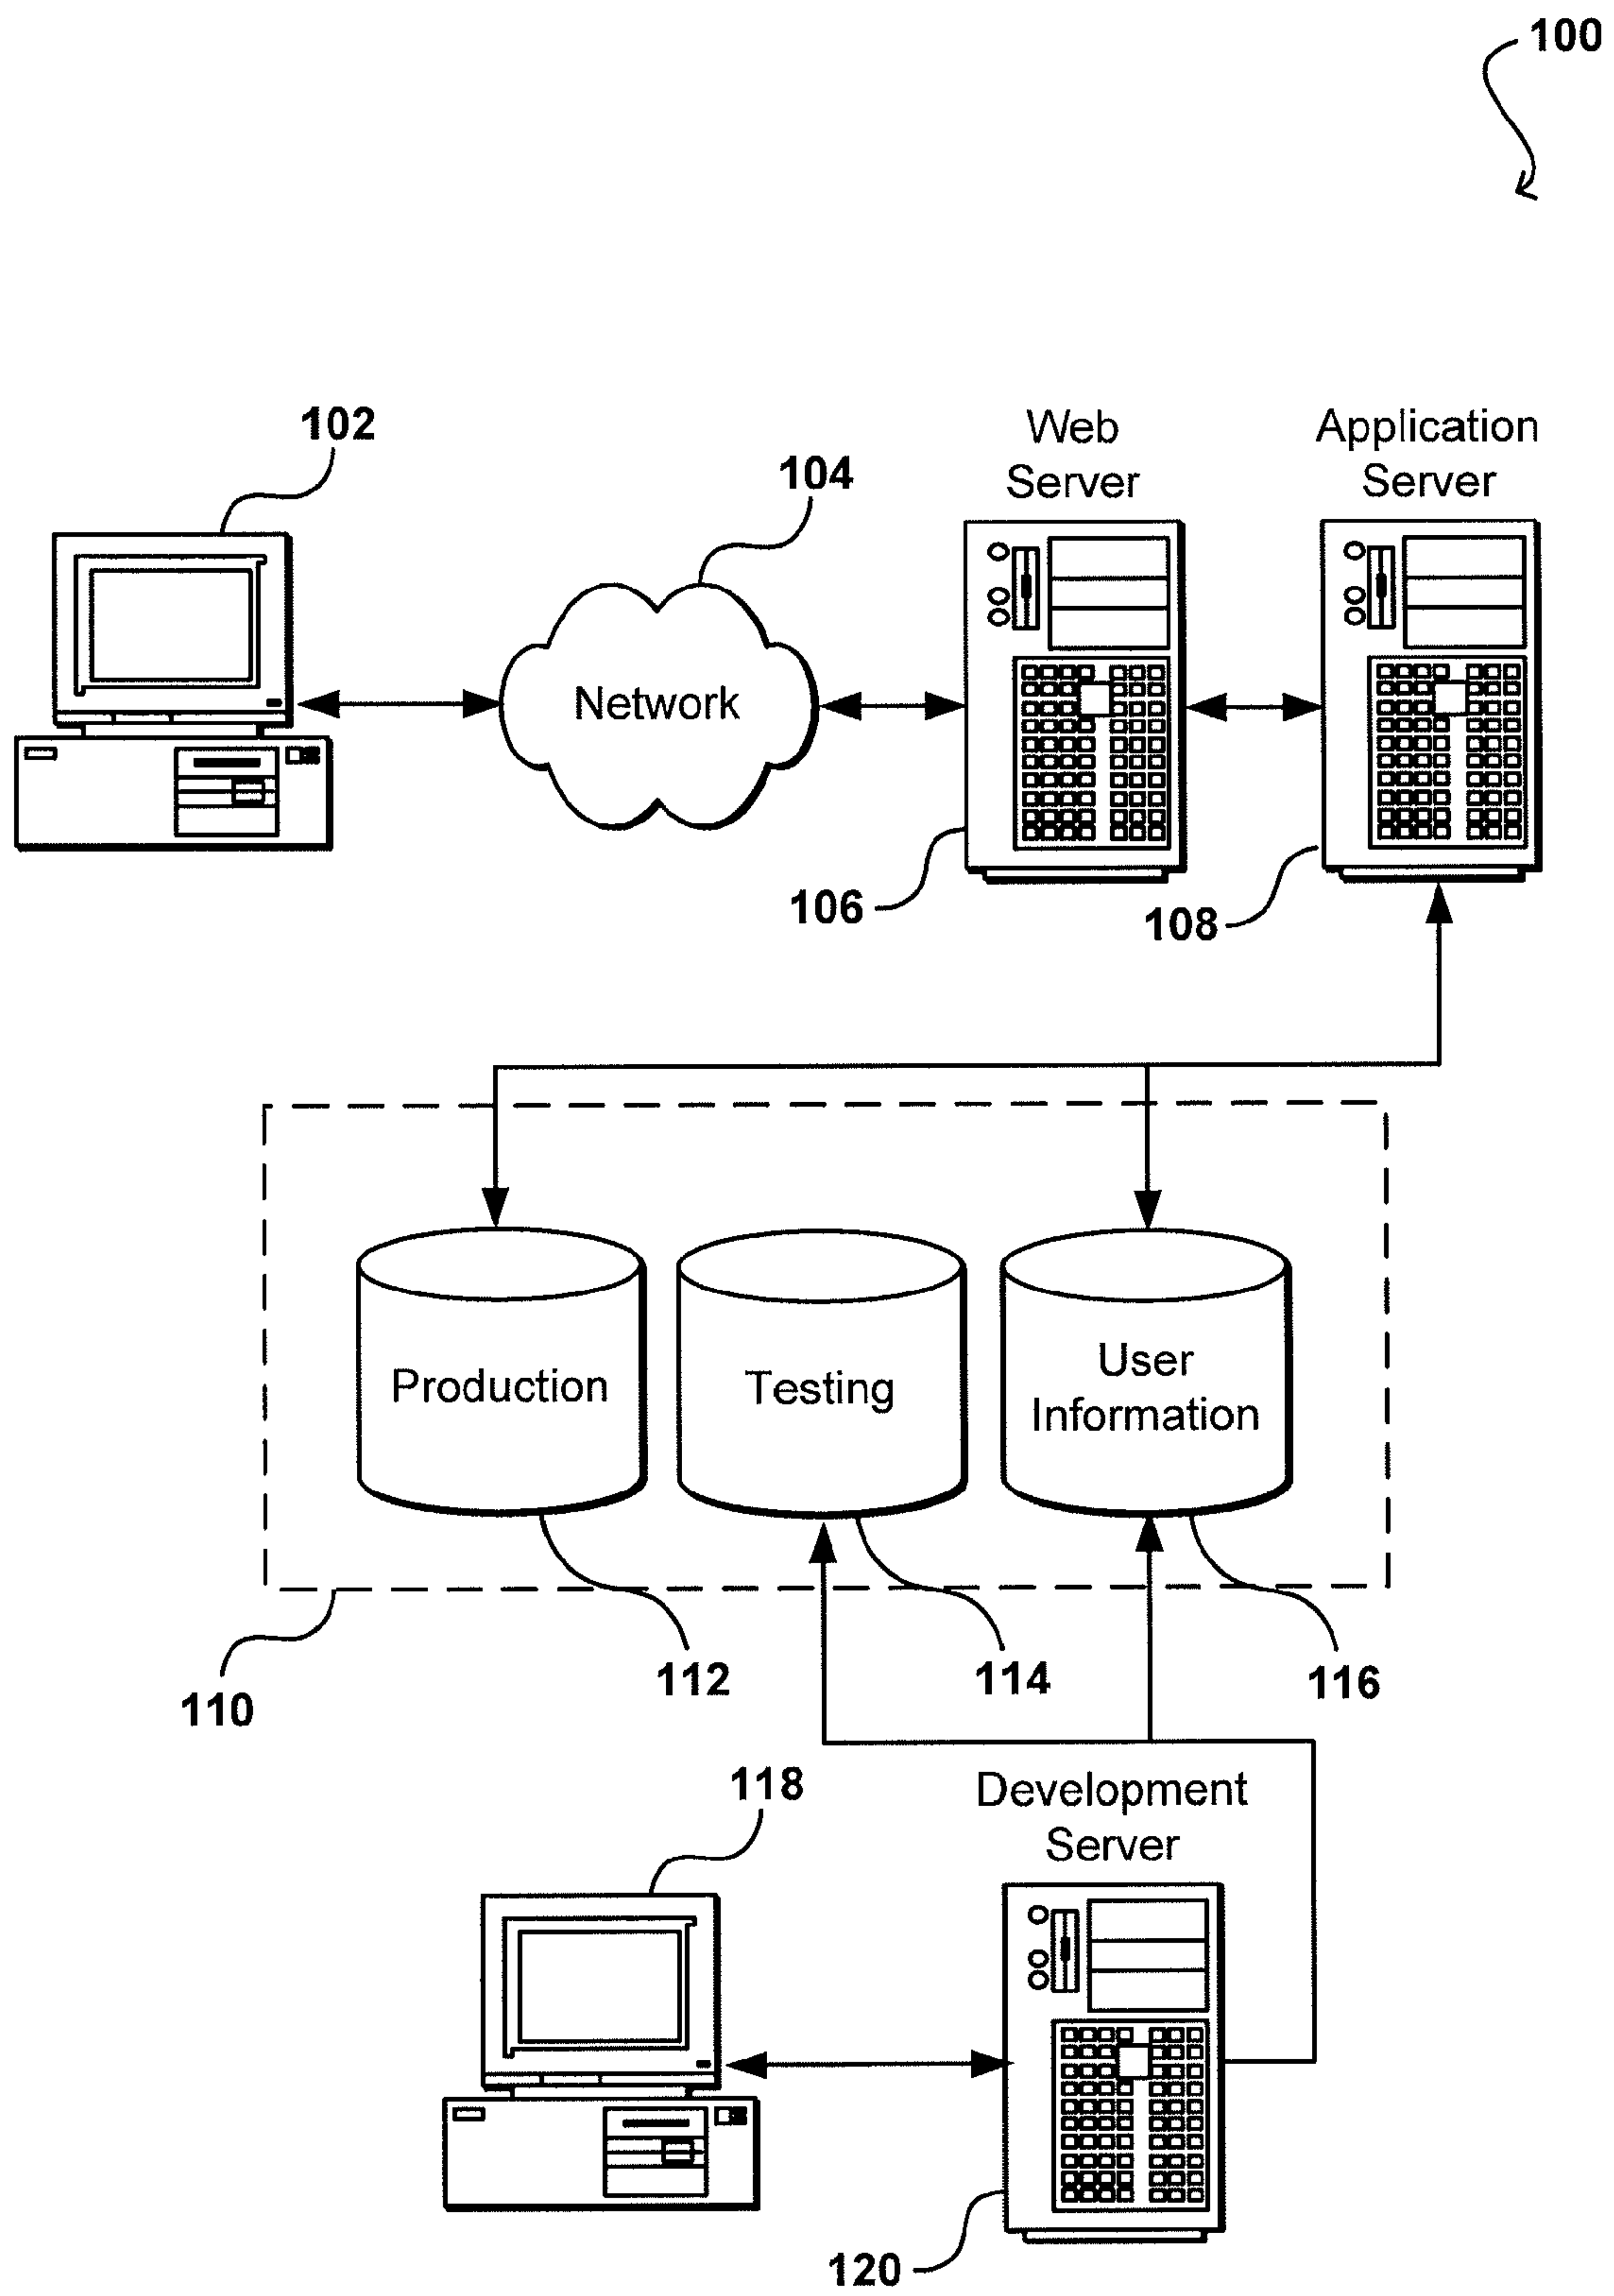 100
102
104
Web
Server
Application
Server
Network
106
108
Production
Testing
User
Information
110
112
114
116
118
Development
Server
120